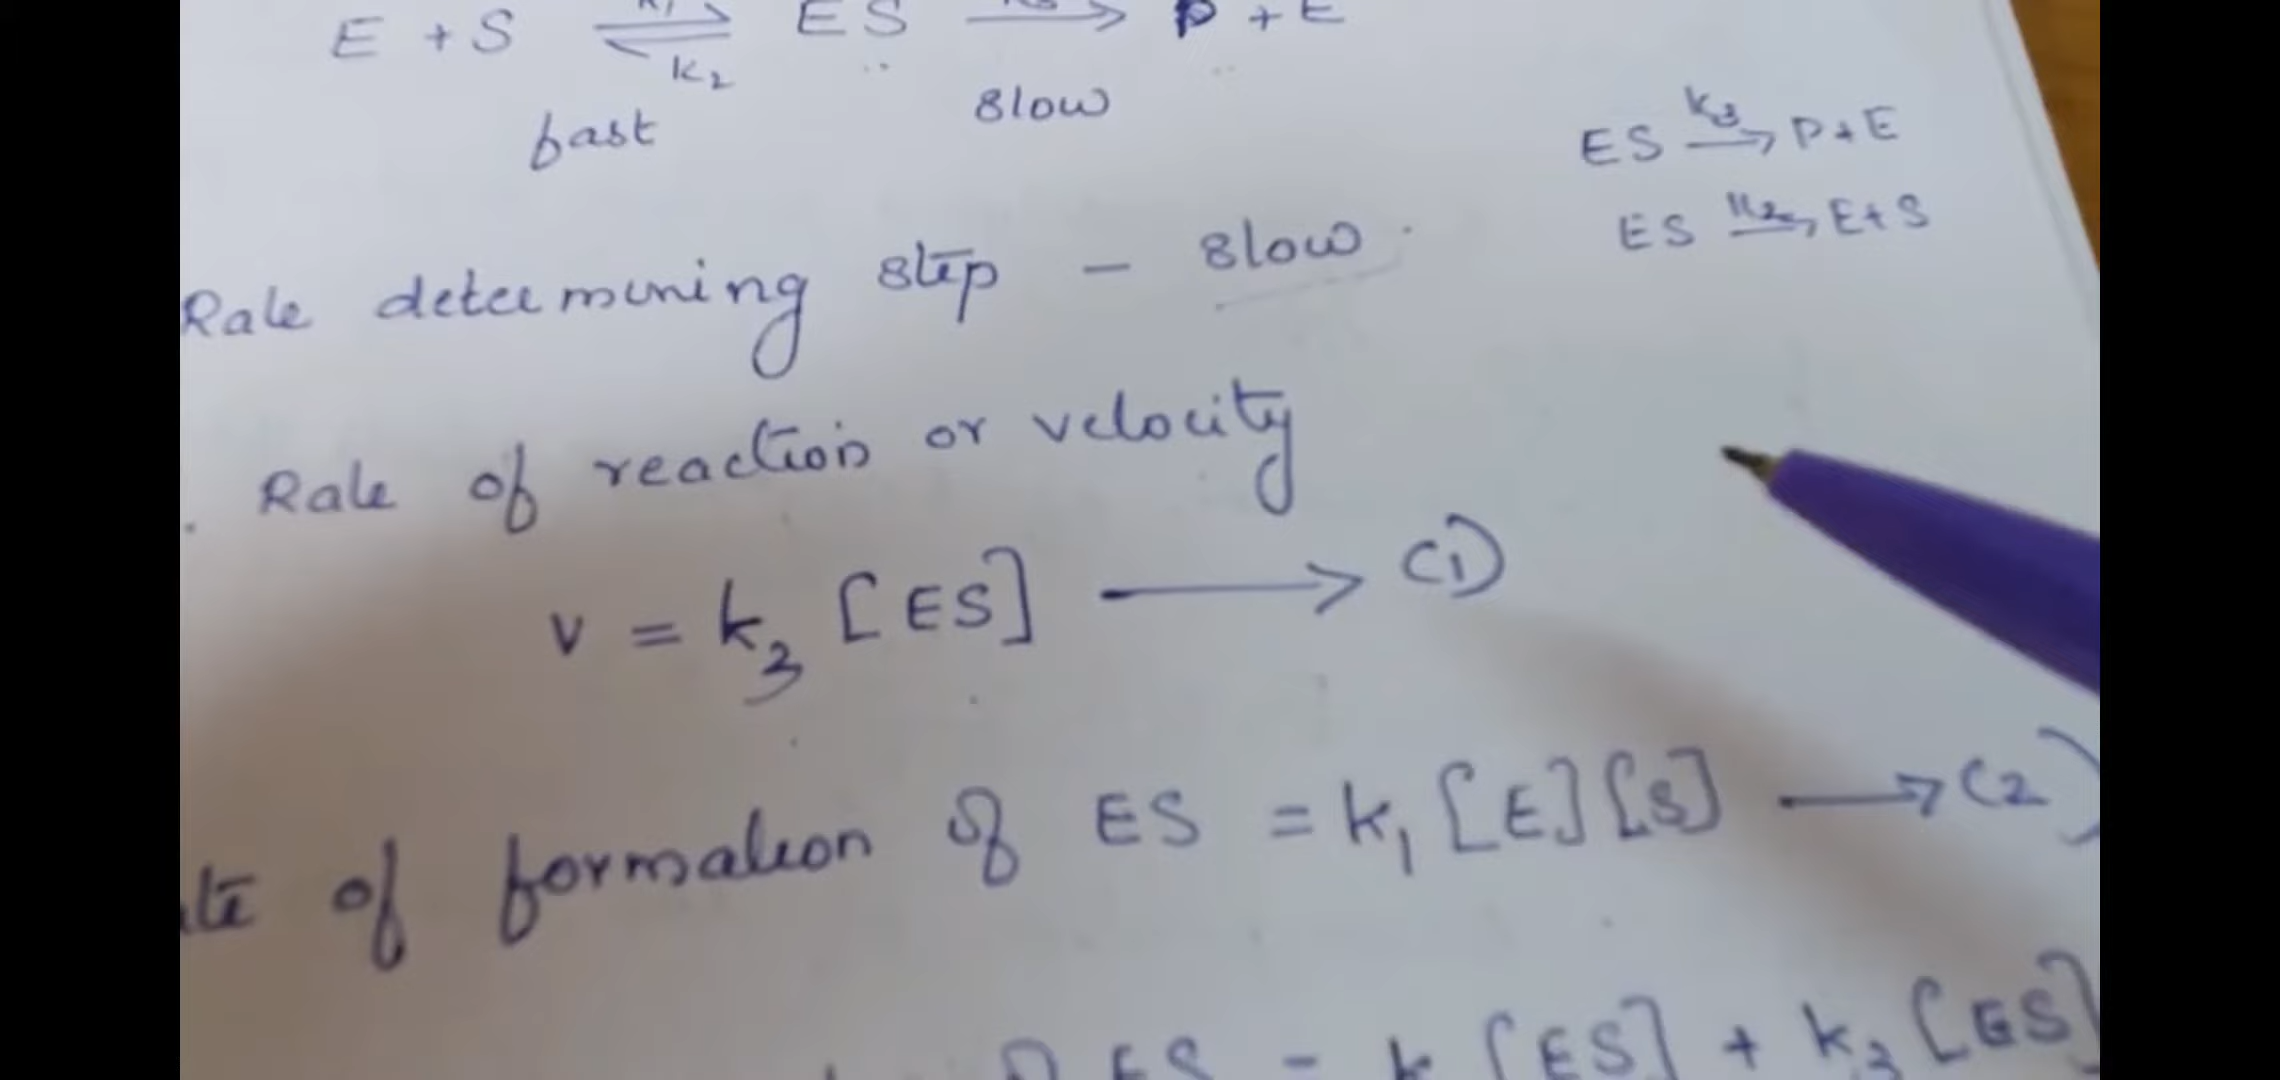 E + S ⇌ k₂ ES → P + E
fast
slow
ES k₃→ P + E
ES k₂→ E + S
Rate determining step - slow
Rate of reaction or velocity
v = k₃ [ES] → (1)
of formation of ES = k₁ [E][S] → (2)
ES = k [ES] + k₃ [ES]